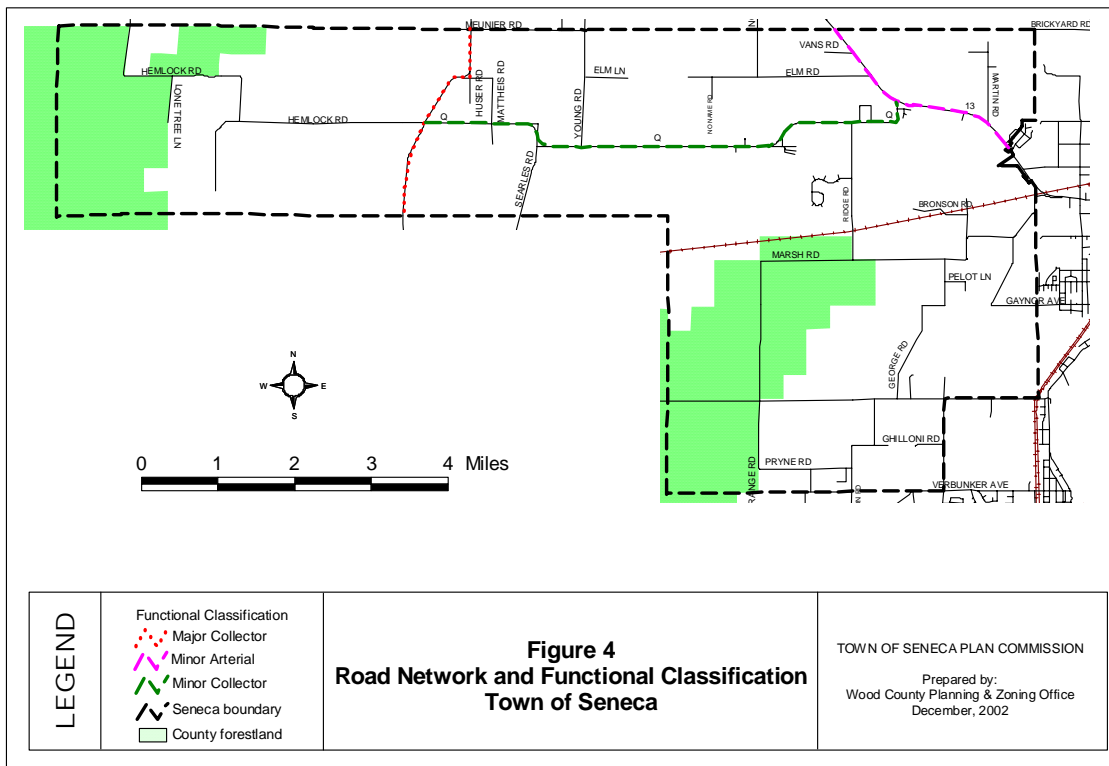 MEUNIER RD
BRICKYARD RD
VANS RD
HEMLOCK RD
ELM LN
ELM RD
LONE TREE LN
HUSER RD
MATTHEIS RD
YOUNG RD
NO NAME RD
MARTIN RD
13
HEMLOCK RD
Q
Q
Q
SEARLES RD
RIDGE RD
BRONSON RD
MARSH RD
PELOT LN
GAYNOR AVE
GEORGE RD
GHILLONI RD
PRYNE RD
RANGE RD
VERBUNKER AVE
N RD
N
W E
S
0 1 2 3 4 Miles
LEGEND
Functional Classification
Major Collector
Minor Arterial
Minor Collector
Seneca boundary
County forestland
Figure 4
Road Network and Functional Classification
Town of Seneca
TOWN OF SENECA PLAN COMMISSION
Prepared by:
Wood County Planning & Zoning Office
December, 2002